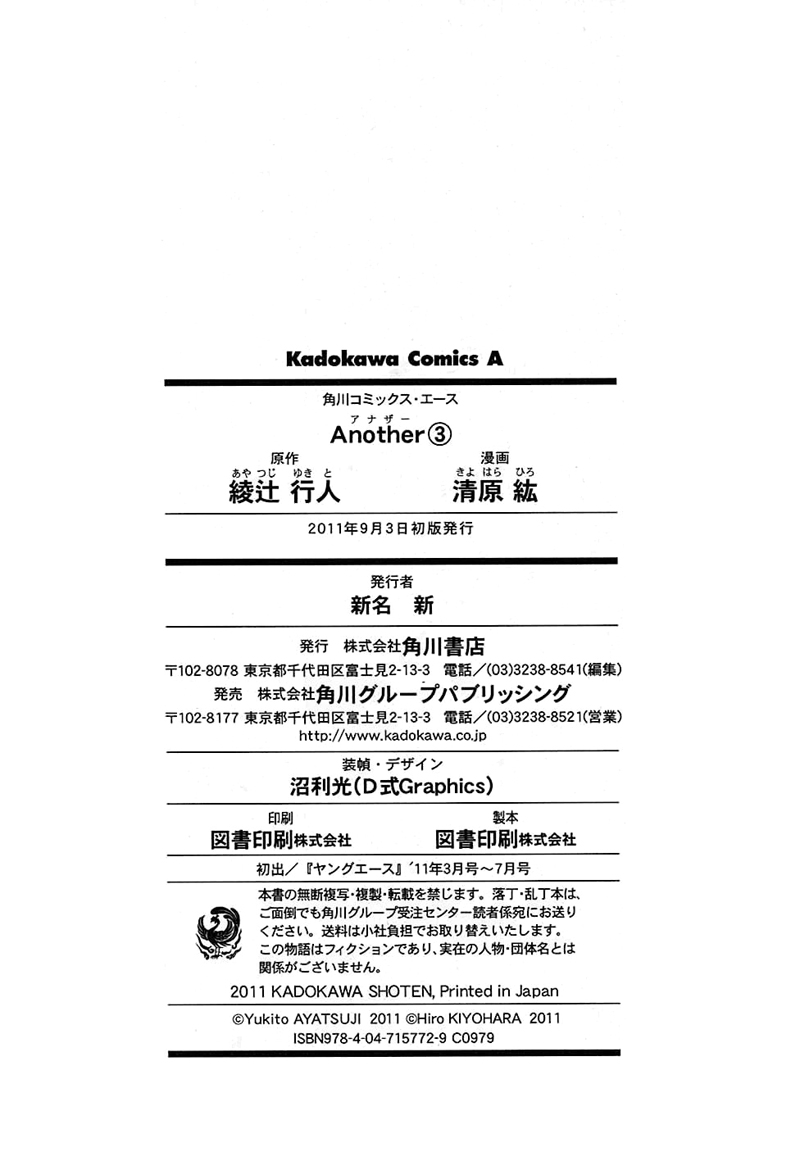 Kadokawa Comics A
角川コミックス・エース
アナザー
Another③
原作
あや つじ ゆき と
綾辻 行人
漫画
きよ はら ひろ
清原 紘
2011年9月3日初版発行
発行者
新名 新
発行 株式会社角川書店
〒102-8078 東京都千代田区富士見2-13-3 電話／(03)3238-8541(編集)
発売 株式会社角川グループパブリッシング
〒102-8177 東京都千代田区富士見2-13-3 電話／(03)3238-8521(営業)
http://www.kadokawa.co.jp
装幀・デザイン
沼利光(D式Graphics)
印刷
図書印刷株式会社
製本
図書印刷株式会社
初出／『ヤングエース』'11年3月号～7月号
本書の無断複写・複製・転載を禁じます。落丁・乱丁本は、
ご面倒でも角川グループ受注センター読者係宛にお送り
ください。送料は小社負担でお取り替えいたします。
この物語はフィクションであり、実在の人物・団体名とは
関係がございません。
2011 KADOKAWA SHOTEN, Printed in Japan
©Yukito AYATSUJI 2011 ©Hiro KIYOHARA 2011
ISBN978-4-04-715772-9 C0979